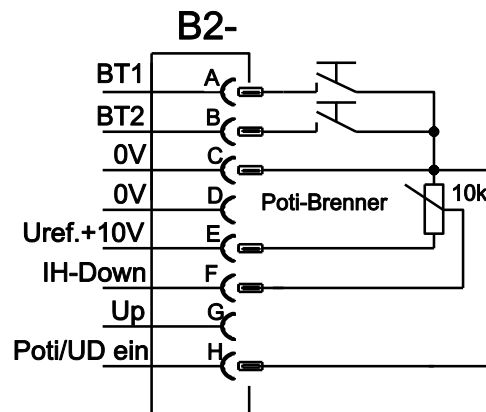 B2-
BT1 A
BT2 B
0V C
0V D
Poti-Brenner 10k
Uref.+10V E
IH-Down F
Up G
Poti/UD ein H